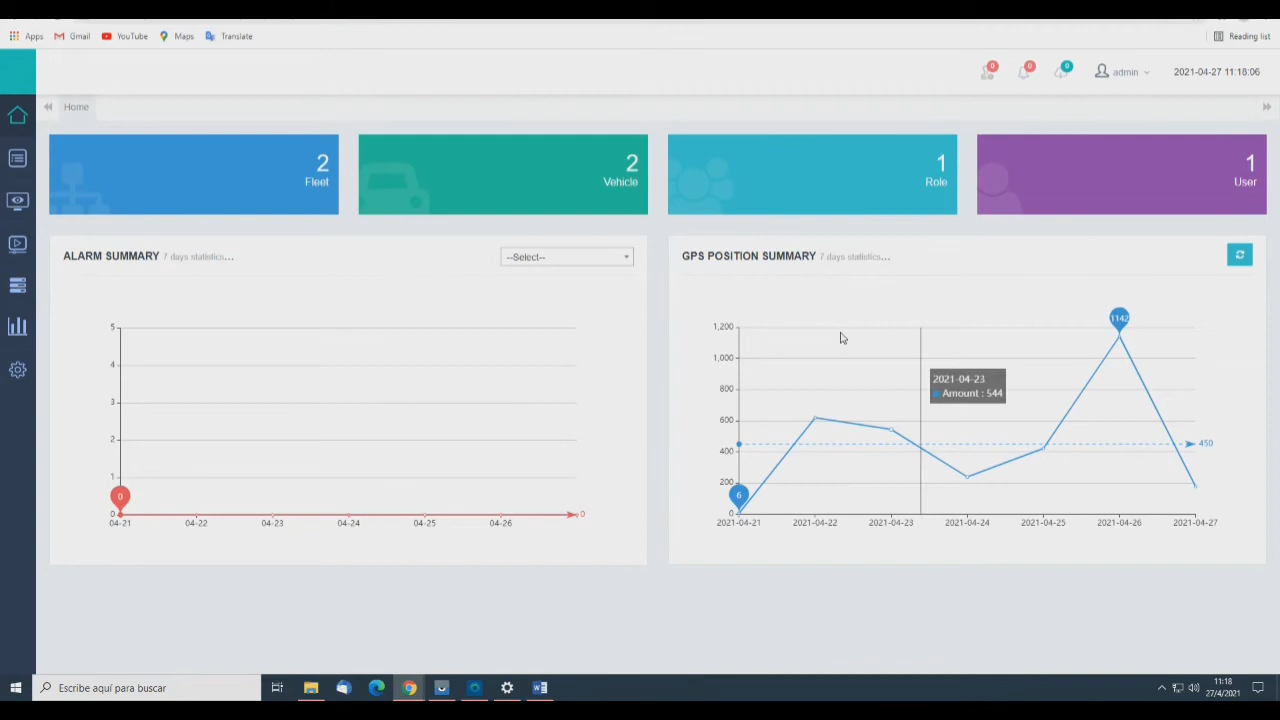 Apps Gmail YouTube Maps Translate Reading list
0 0 0 admin 2021-04-27 11:18:06
Home
2
Fleet
2
Vehicle
1
Role
1
User
ALARM SUMMARY 7 days statistics...
--Select--
5
4
3
2
1
0
0
0
04-21 04-22 04-23 04-24 04-25 04-26
GPS POSITION SUMMARY 7 days statistics...
1,200
1,000
800
600
400
200
0
1142
2021-04-23
Amount : 544
450
6
2021-04-21 2021-04-22 2021-04-23 2021-04-24 2021-04-25 2021-04-26 2021-04-27
Escribe aquí para buscar
11:18
27/4/2021